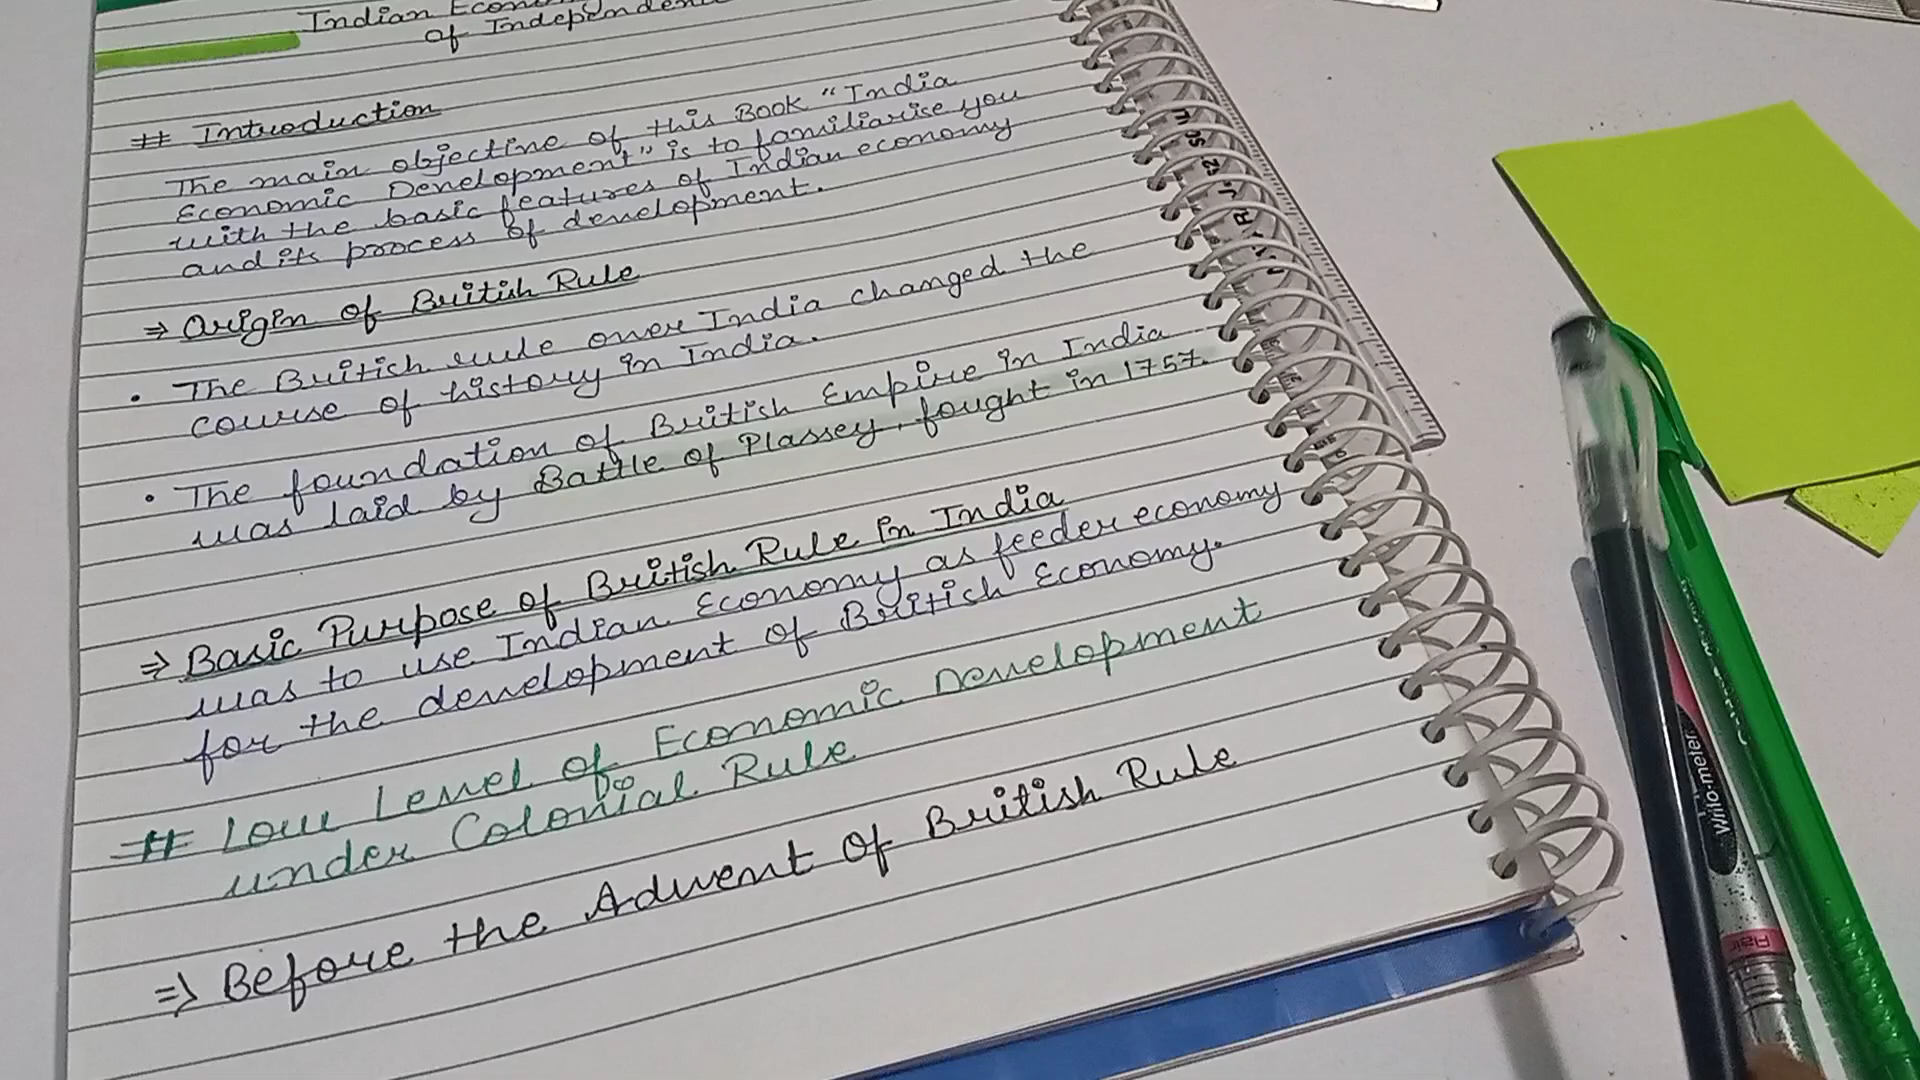 Indian
of Independen
# Introduction
The main objective of this Book "India
Economic Development" is to familiarise you
with the basic features of Indian economy
and its process of development.
⇒ Origin of British Rule
• The British rule over India changed the
course of history in India.
• The foundation of British Empire in India
was laid by Battle of Plassey, fought in 1757.
⇒ Basic Purpose of British Rule in India
was to use Indian Economy as feeder economy
for the development of British Economy.
# Low Level of Economic Development
under Colonial Rule
⇒ Before the Advent of British Rule
Write-meter
Flair